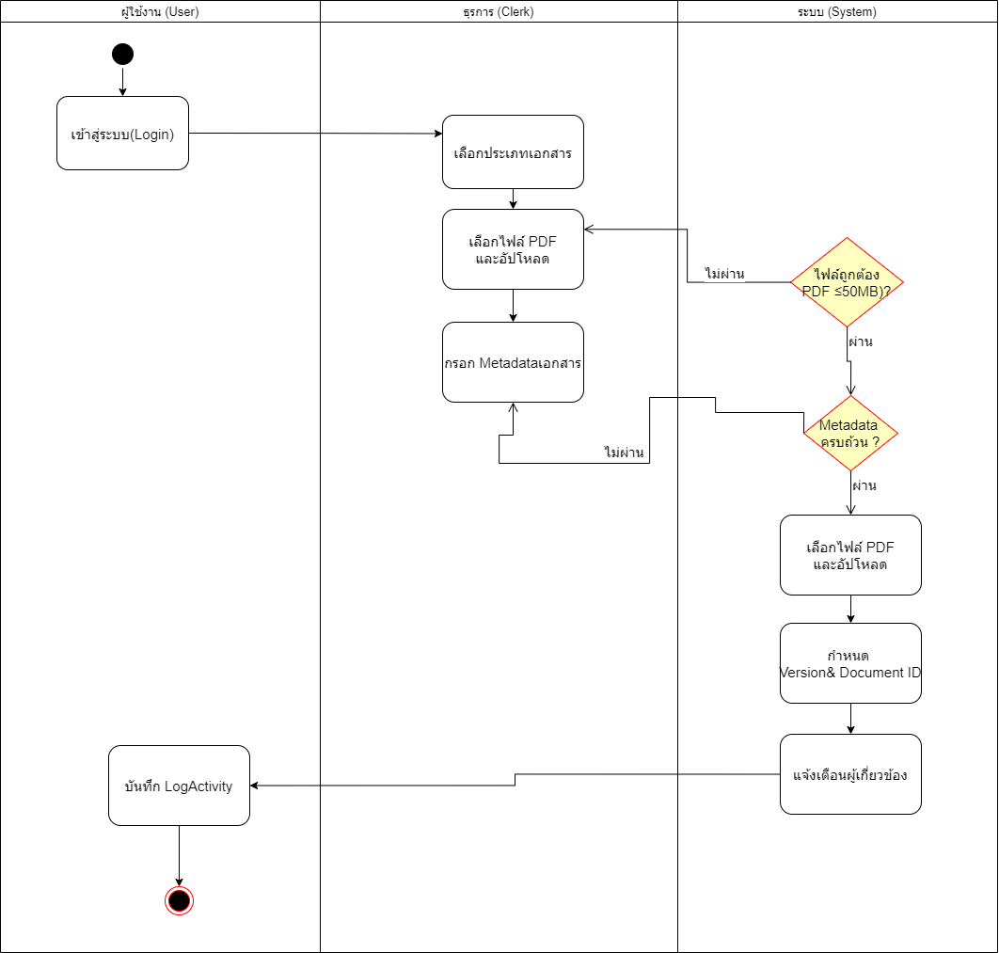 ผู้ใช้งาน (User)
ธุรการ (Clerk)
ระบบ (System)
เข้าสู่ระบบ(Login)
เลือกประเภทเอกสาร
เลือกไฟล์ PDF
และอัปโหลด
ไม่ผ่าน
ไฟล์ถูกต้อง
PDF ≤50MB)?
ผ่าน
กรอก Metadataเอกสาร
Metadata
ครบถ้วน ?
ไม่ผ่าน
ผ่าน
เลือกไฟล์ PDF
และอัปโหลด
กำหนด
Version& Document ID
แจ้งเตือนผู้เกี่ยวข้อง
บันทึก LogActivity